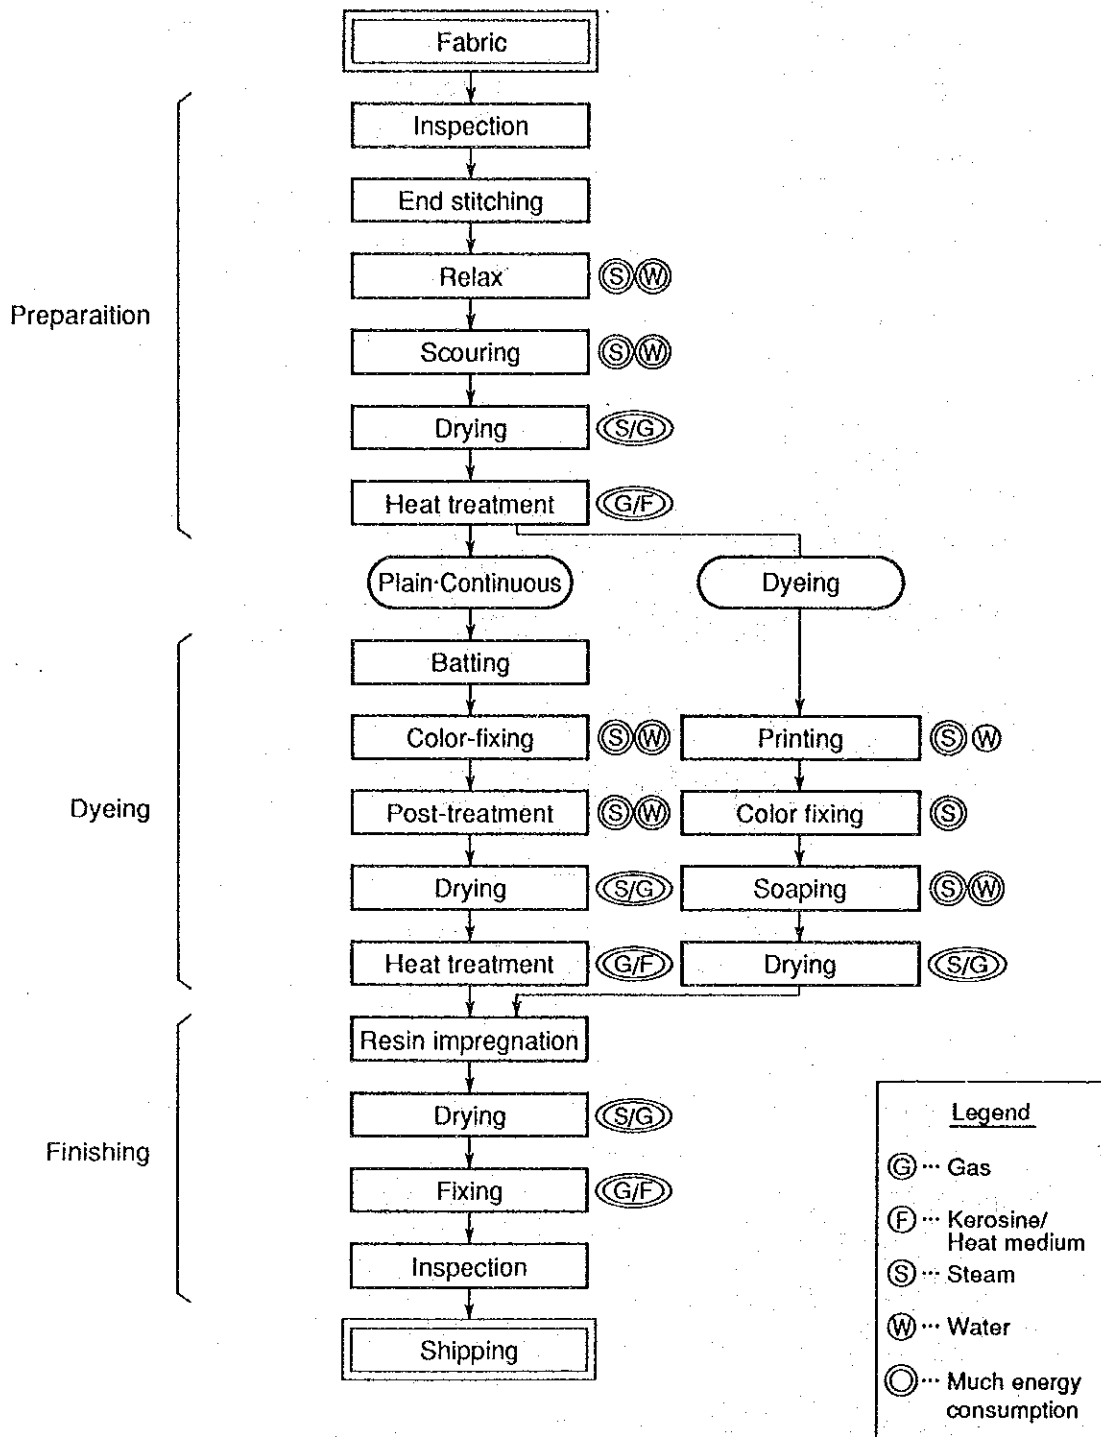 Fabric
Inspection
End stitching
Relax
S W
Preparaition
Scouring
S W
Drying
S/G
Heat treatment
G/F
Plain·Continuous
Dyeing
Batting
Color-fixing
S W
Printing
S W
Dyeing
Post-treatment
S W
Color fixing
S
Drying
S/G
Soaping
S W
Heat treatment
G/F
Drying
S/G
Resin impregnation
Drying
S/G
Finishing
Fixing
G/F
Inspection
Shipping
Legend
G ··· Gas
F ··· Kerosine/
Heat medium
S ··· Steam
W ··· Water
··· Much energy
consumption